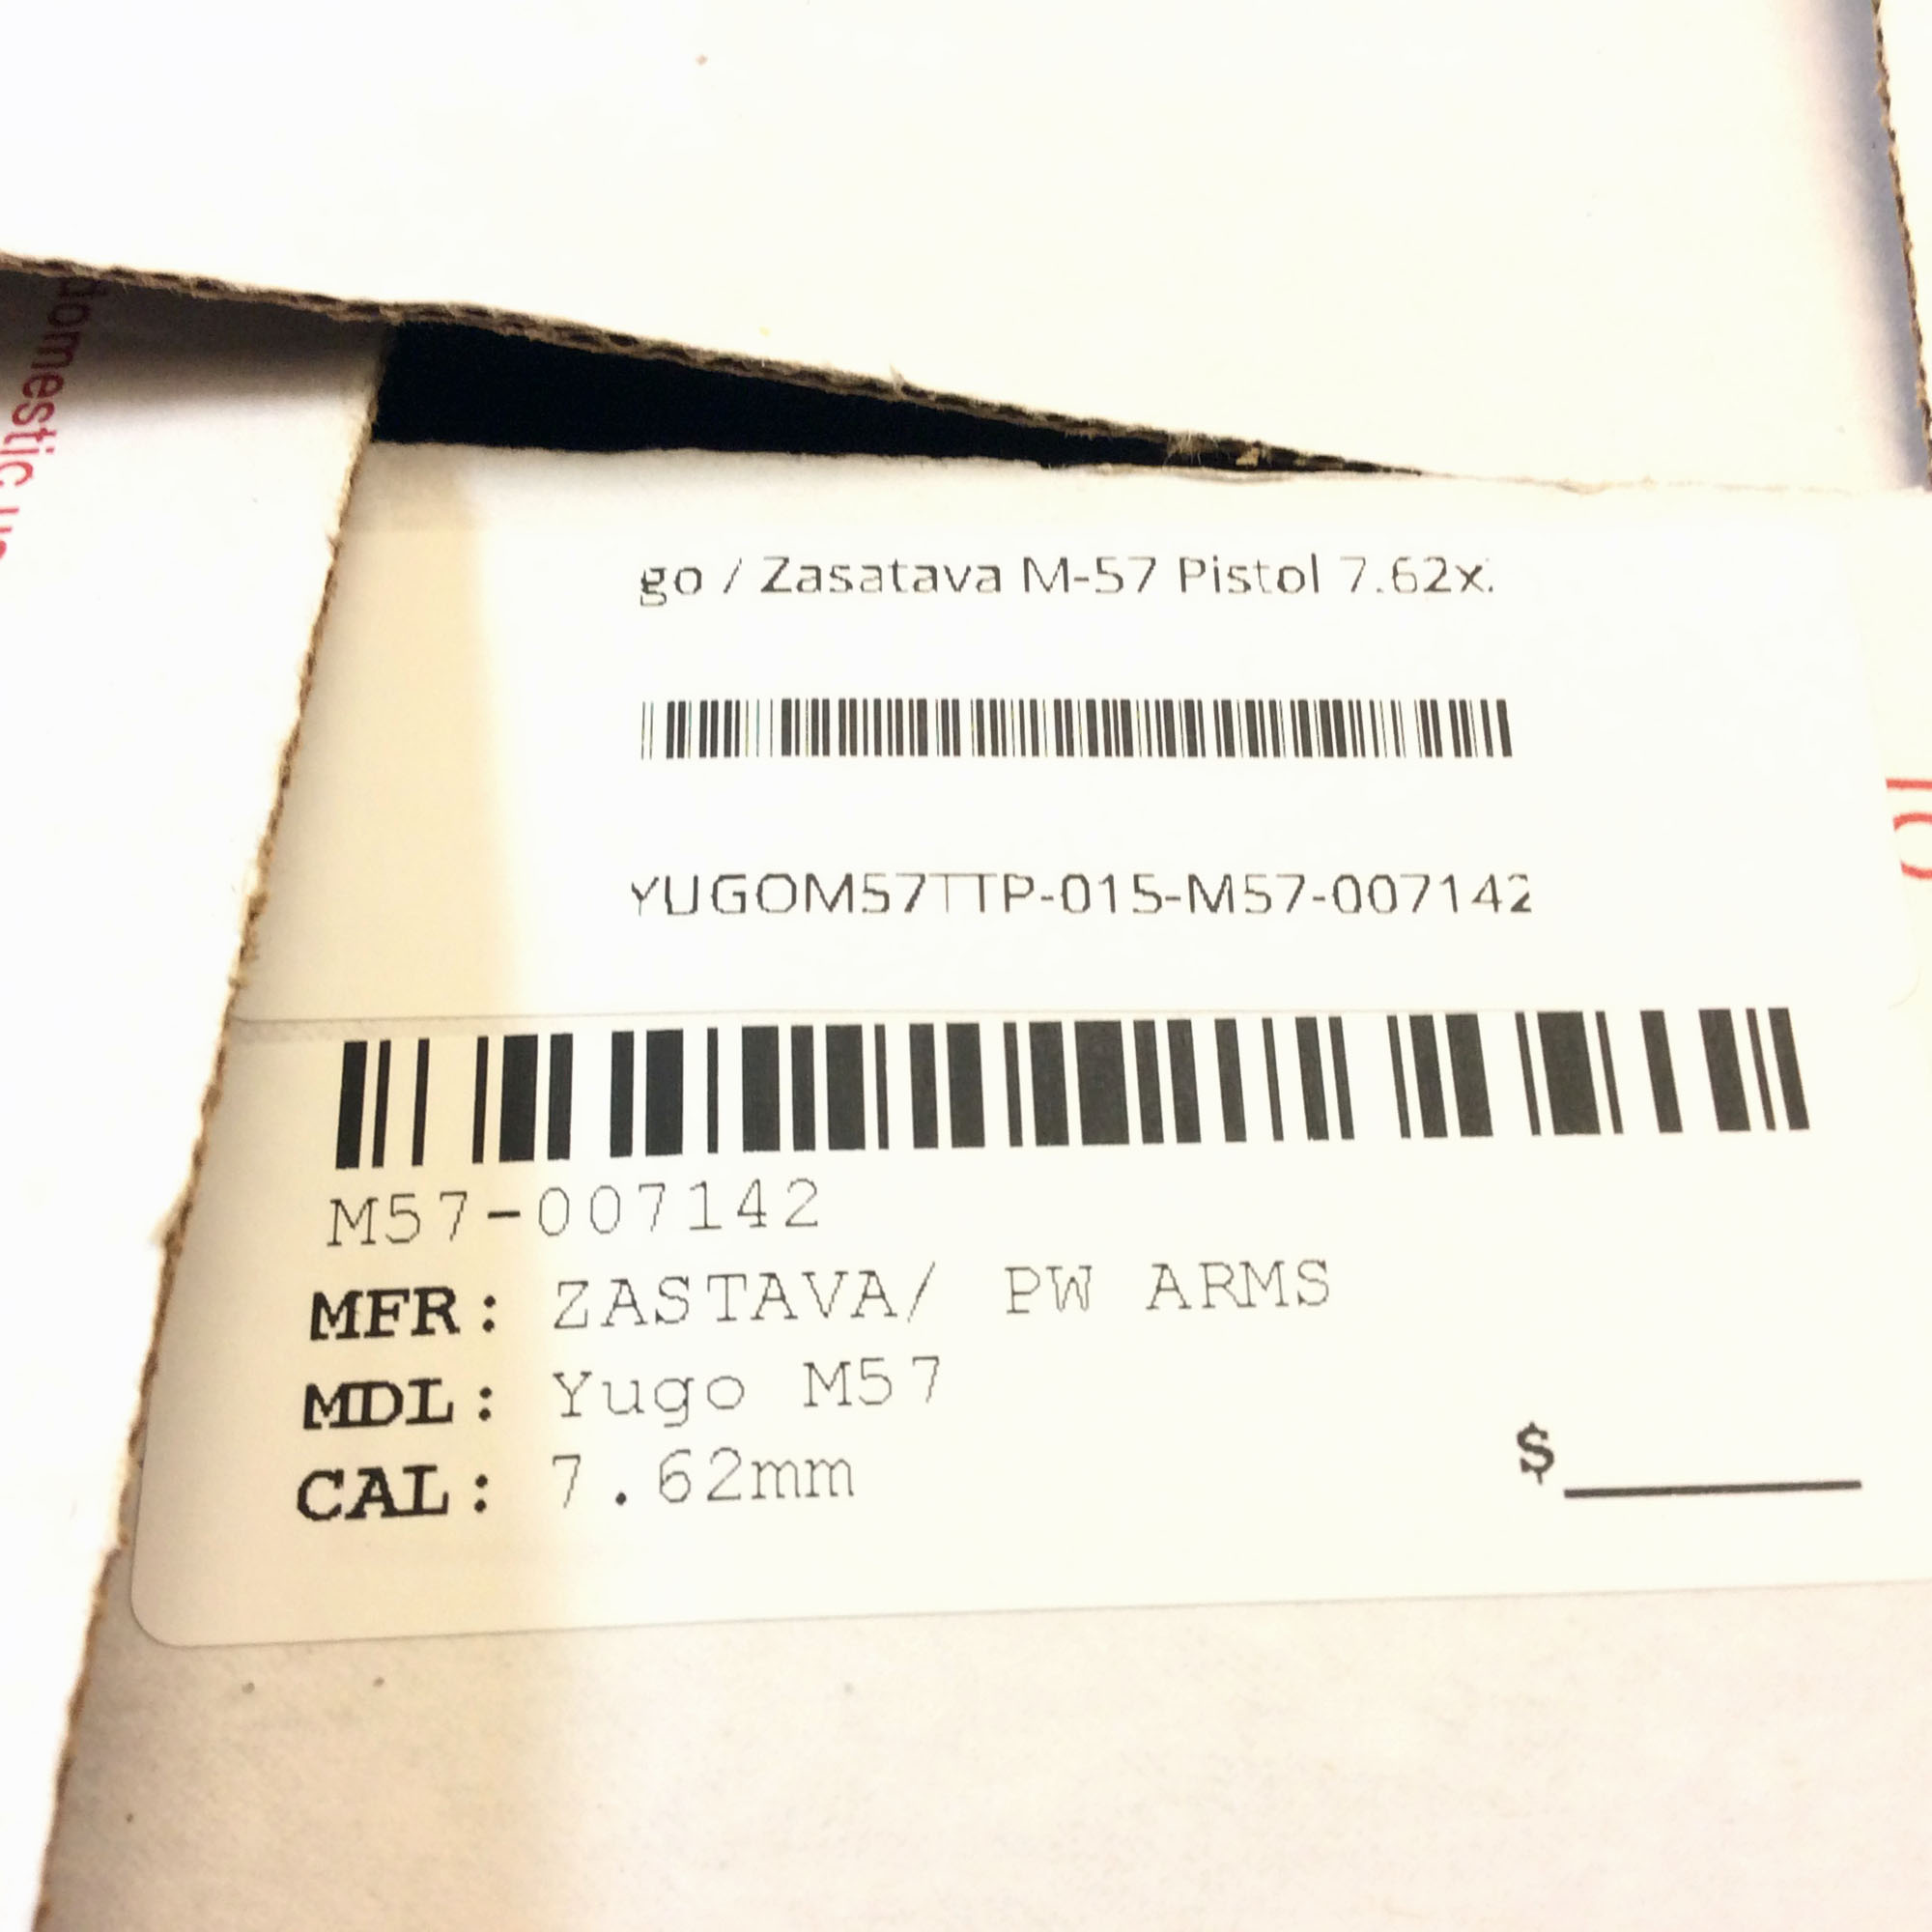 domestic u
go / Zasatava M-57 Pistol 7.62x
YUGOM57TTP-015-M57-007142
M57-007142
MFR: ZASTAVA/ PW ARMS
MDL: Yugo M57
CAL: 7.62mm
$